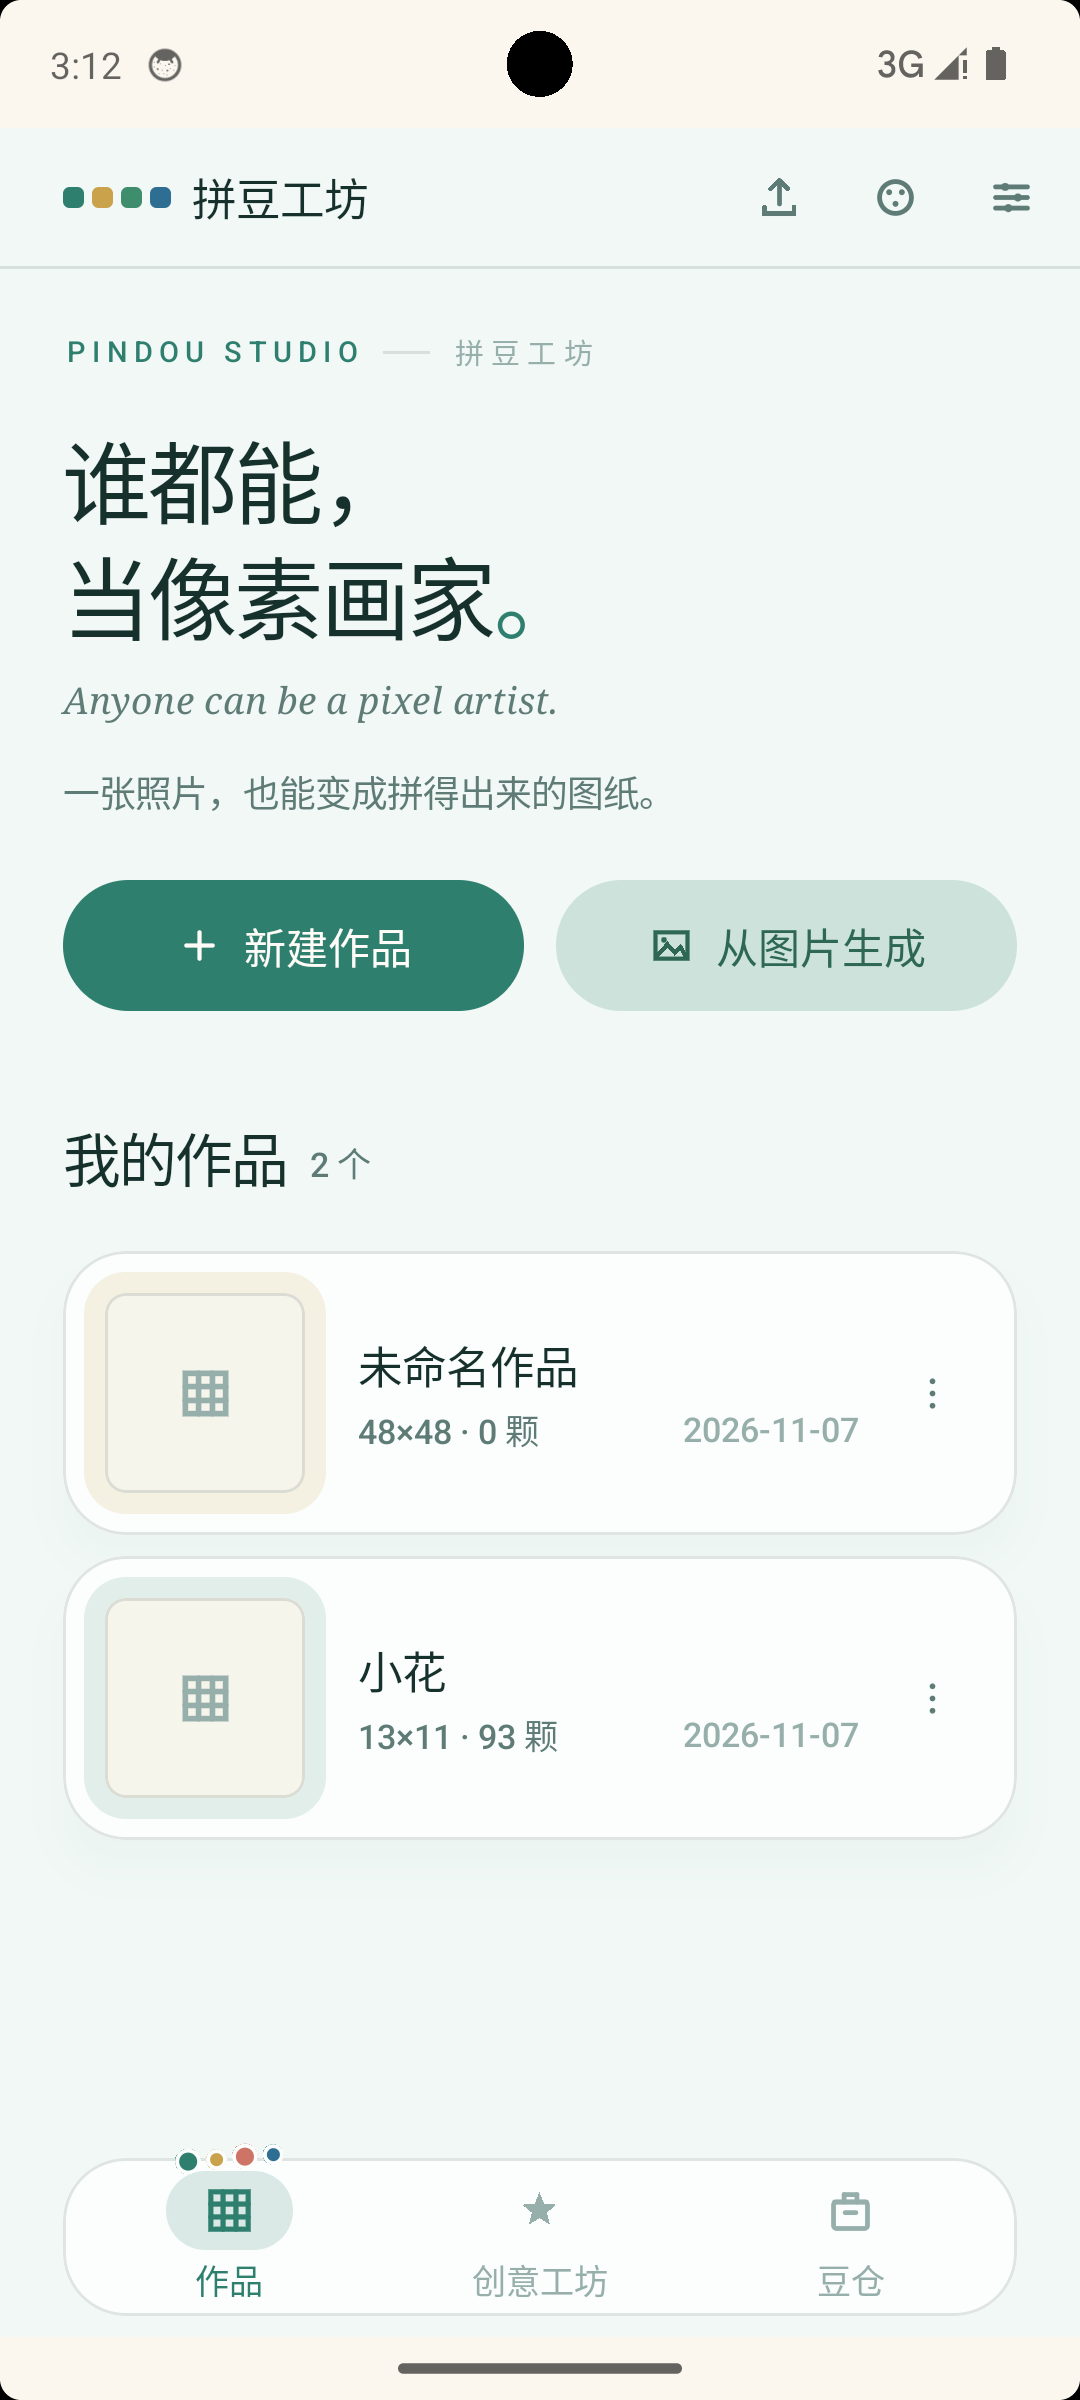 3:12
3G
拼豆工坊
PINDOU STUDIO — 拼豆工坊
谁都能，
当像素画家。
Anyone can be a pixel artist.
一张照片，也能变成拼得出来的图纸。
新建作品
从图片生成
我的作品 2 个
未命名作品
48×48 · 0 颗
2026-11-07
小花
13×11 · 93 颗
2026-11-07
作品
创意工坊
豆仓